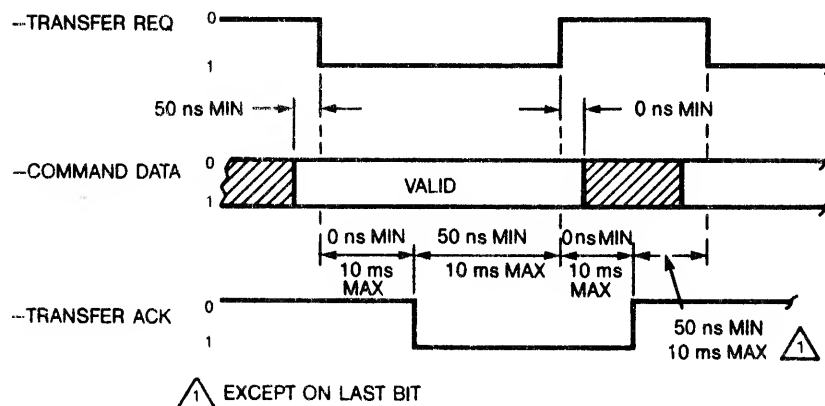 --TRANSFER REQ
0
1
50 ns MIN
0 ns MIN
--COMMAND DATA
0
1
VALID
0 ns MIN
10 ms
MAX
50 ns MIN
10 ms MAX
0 ns MIN
10 ms
MAX
--TRANSFER ACK
0
1
50 ns MIN
10 ms MAX
1
1 EXCEPT ON LAST BIT